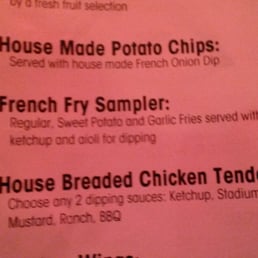 by a fresh fruit selection
House Made Potato Chips:
Served with house made French Onion Dip
French Fry Sampler:
Regular, Sweet Potato and Garlic Fries served with
ketchup and aioli for dipping
House Breaded Chicken Tende
Choose any 2 dipping sauces: Ketchup, Stadium
Mustard, Ranch, BBQ
Wings: